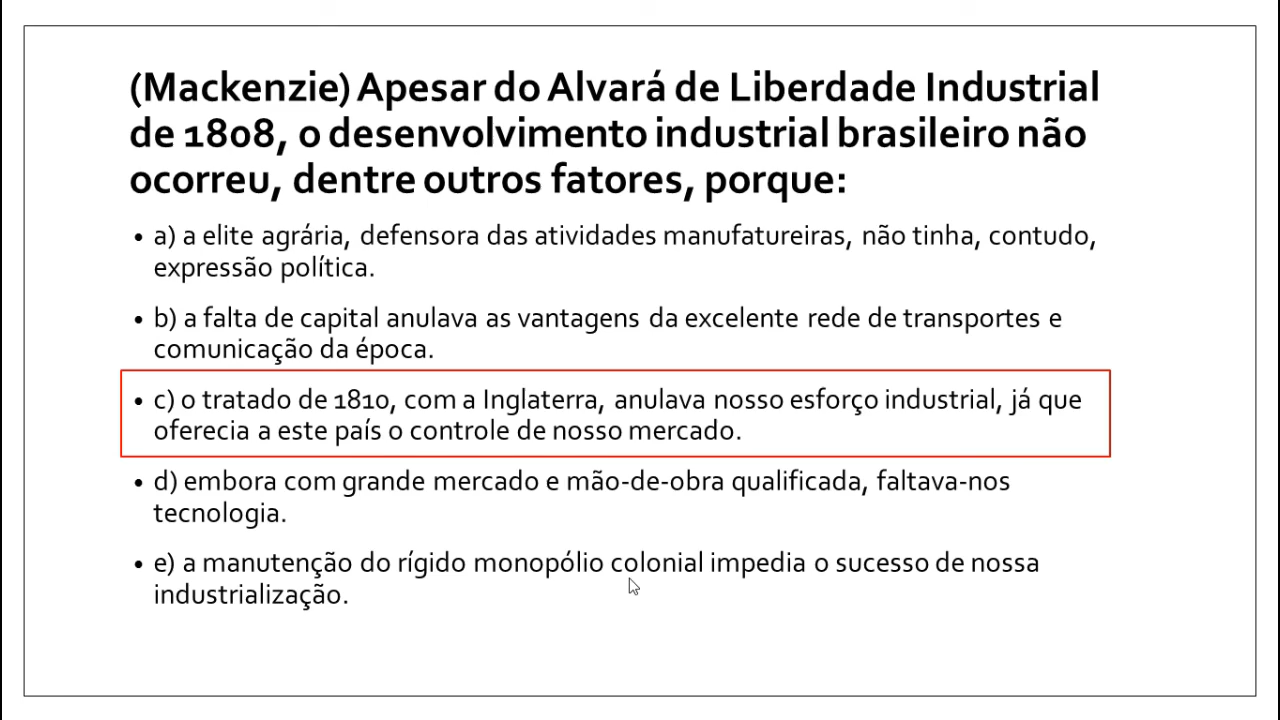 (Mackenzie) Apesar do Alvará de Liberdade Industrial
de 1808, o desenvolvimento industrial brasileiro não
ocorreu, dentre outros fatores, porque:
• a) a elite agrária, defensora das atividades manufatureiras, não tinha, contudo,
expressão política.
• b) a falta de capital anulava as vantagens da excelente rede de transportes e
comunicação da época.
• c) o tratado de 1810, com a Inglaterra, anulava nosso esforço industrial, já que
oferecia a este país o controle de nosso mercado.
• d) embora com grande mercado e mão-de-obra qualificada, faltava-nos
tecnologia.
• e) a manutenção do rígido monopólio colonial impedia o sucesso de nossa
industrialização.